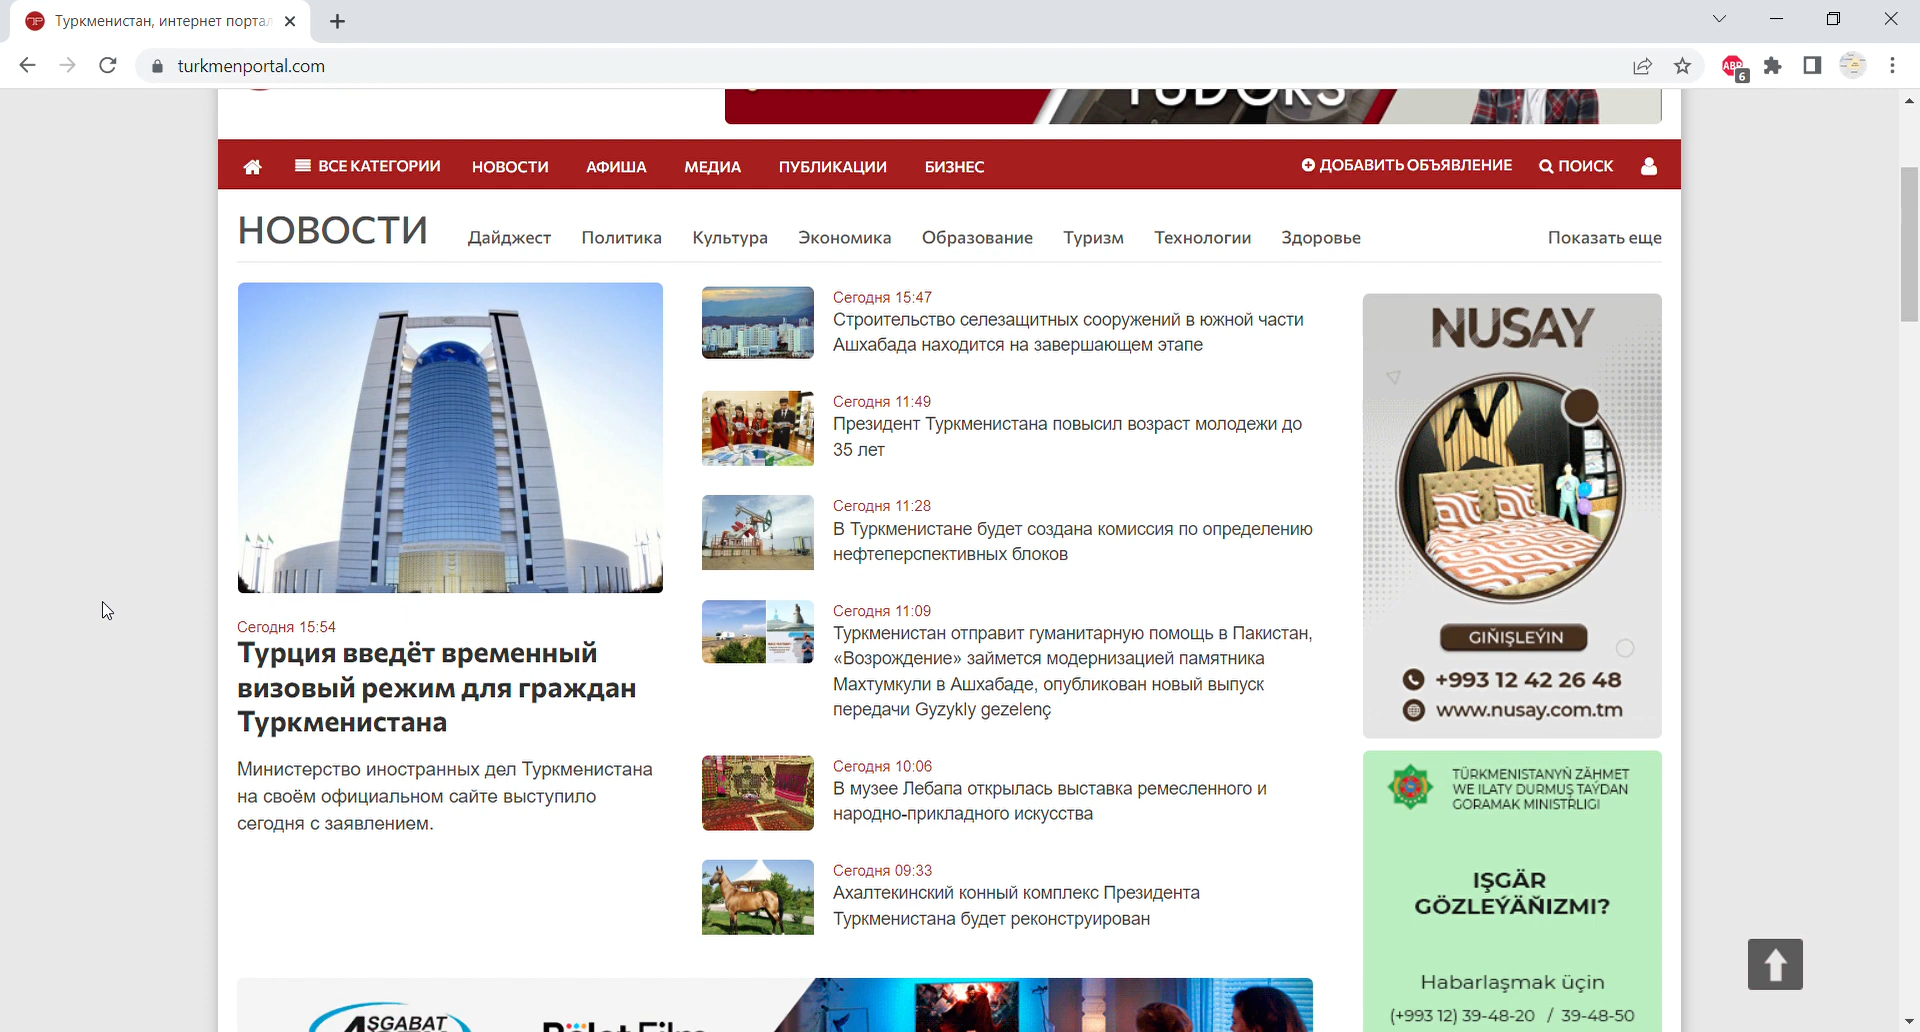 Туркменистан, интернет портал
turkmenportal.com
ABP
6
TUDORS
ВСЕ КАТЕГОРИИ
НОВОСТИ
АФИША
МЕДИА
ПУБЛИКАЦИИ
БИЗНЕС
ДОБАВИТЬ ОБЪЯВЛЕНИЕ
ПОИСК
НОВОСТИ
Дайджест
Политика
Культура
Экономика
Образование
Туризм
Технологии
Здоровье
Показать еще
Сегодня 15:54
Турция введёт временный
визовый режим для граждан
Туркменистана
Министерство иностранных дел Туркменистана
на своём официальном сайте выступило
сегодня с заявлением.
Сегодня 15:47
Строительство селезащитных сооружений в южной части
Ашхабада находится на завершающем этапе
Сегодня 11:49
Президент Туркменистана повысил возраст молодежи до
35 лет
Сегодня 11:28
В Туркменистане будет создана комиссия по определению
нефтеперспективных блоков
Сегодня 11:09
Туркменистан отправит гуманитарную помощь в Пакистан,
«Возрождение» займется модернизацией памятника
Махтумкули в Ашхабаде, опубликован новый выпуск
передачи Gyzykly gezelenç
Сегодня 10:06
В музее Лебапа открылась выставка ремесленного и
народно-прикладного искусства
Сегодня 09:33
Ахалтекинский конный комплекс Президента
Туркменистана будет реконструирован
NUSAY
GIŇIŞLEÝIN
+993 12 42 26 48
www.nusay.com.tm
TÜRKMENISTANYŇ ZÄHMET
WE ILATY DURMUŞ TAÝDAN
GORAMAK MINISTRLIGI
IŞGÄR
GÖZLEÝÄŇIZMI?
Habarlaşmak üçin
(+993 12) 39-48-20 / 39-48-50
AŞGABAT
Bölet Film